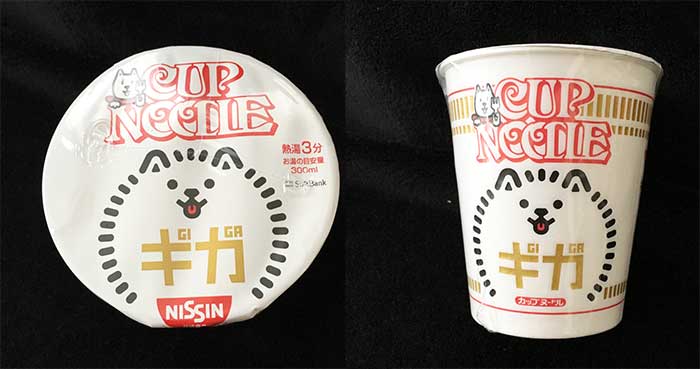 CUP
NOODLE
熱湯3分
お湯の目安量
300ml
SoftBank
GI GA
ギガ
NISSIN
CUP
NOODLE
GI GA
ギガ
カップヌードル